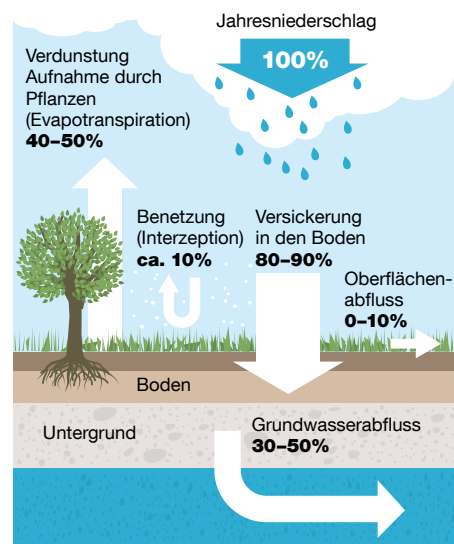 Jahresniederschlag
100%
Verdunstung
Aufnahme durch
Pflanzen
(Evapotranspiration)
40–50%
Benetzung
(Interzeption)
ca. 10%
Versickerung
in den Boden
80–90%
Oberflächen-
abfluss
0–10%
Boden
Untergrund
Grundwasserabfluss
30–50%